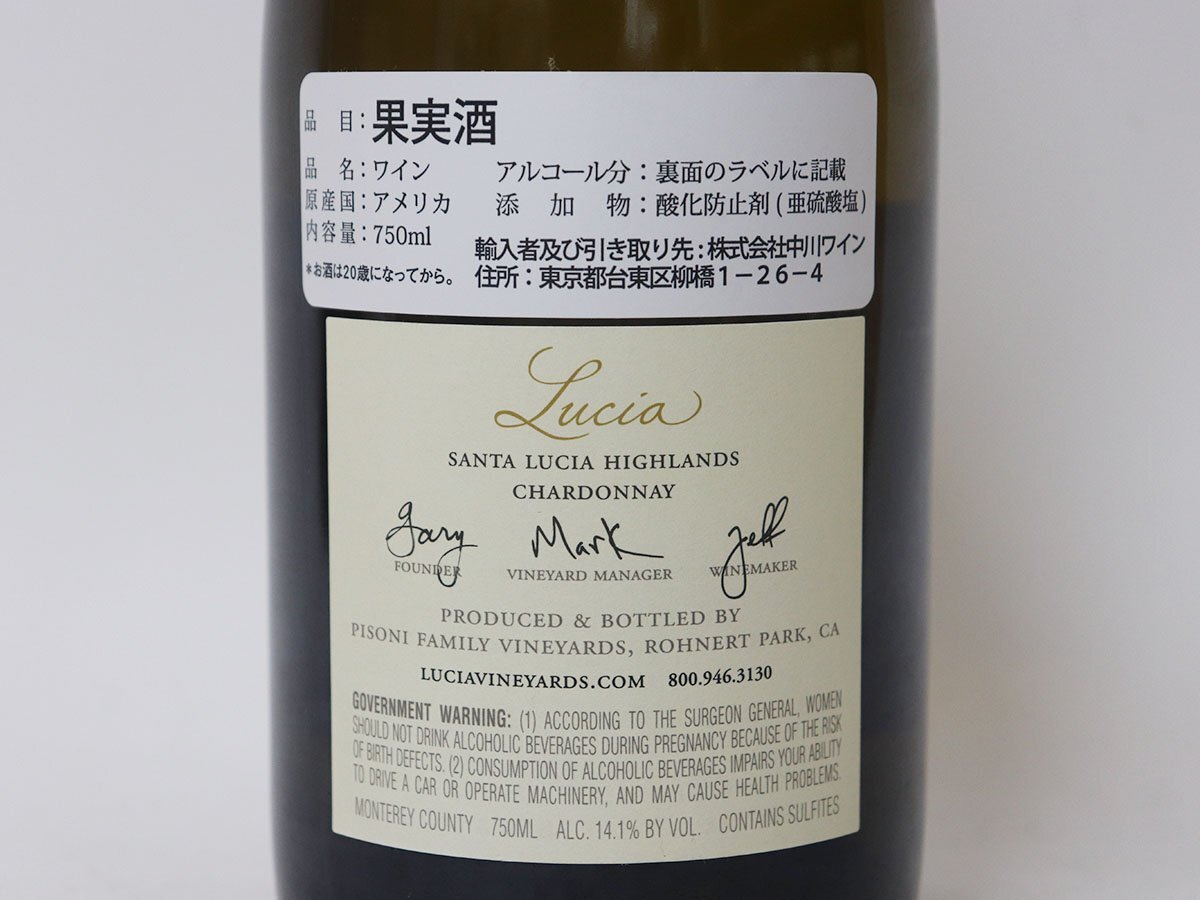 品 目：果実酒
品 名：ワイン アルコール分：裏面のラベルに記載
原産国：アメリカ 添 加 物：酸化防止剤(亜硫酸塩)
内容量：750ml 輸入者及び引き取り先：株式会社中川ワイン
＊お酒は20歳になってから。 住所：東京都台東区柳橋1－26－4
Lucia
SANTA LUCIA HIGHLANDS
CHARDONNAY
Gary Mark Jeff
FOUNDER VINEYARD MANAGER WINEMAKER
PRODUCED & BOTTLED BY
PISONI FAMILY VINEYARDS, ROHNERT PARK, CA
LUCIAVINEYARDS.COM 800.946.3130
GOVERNMENT WARNING: (1) ACCORDING TO THE SURGEON GENERAL, WOMEN
SHOULD NOT DRINK ALCOHOLIC BEVERAGES DURING PREGNANCY BECAUSE OF THE RISK
OF BIRTH DEFECTS. (2) CONSUMPTION OF ALCOHOLIC BEVERAGES IMPAIRS YOUR ABILITY
TO DRIVE A CAR OR OPERATE MACHINERY, AND MAY CAUSE HEALTH PROBLEMS.
MONTEREY COUNTY 750ML ALC. 14.1% BY VOL. CONTAINS SULFITES